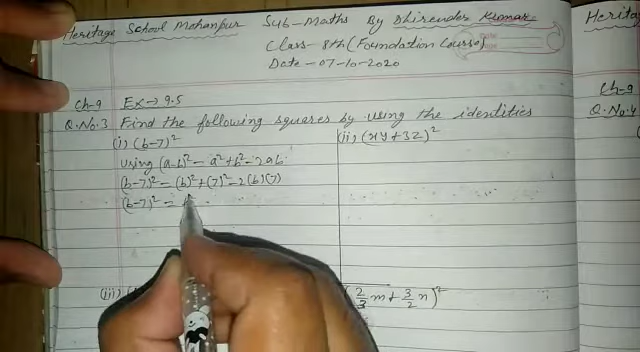 Heritage School Mohanpur Sub-Maths By Dhirender Kumar
Class-8th (Foundation Course)
Date-07-10-2020
Ch-9 Ex→9.5
Q.No.3 Find the following squares by using the identities
(i) (b-7)²
using (a-b)² = a²+b²-2ab
(b-7)² = (b)²+(7)²-2(b)(7)
(b-7)² =
(ii) (xy+3z)²
(iii)
(2/3 m + 3/2 n)²
Herita
Ch-9
Q.No.4